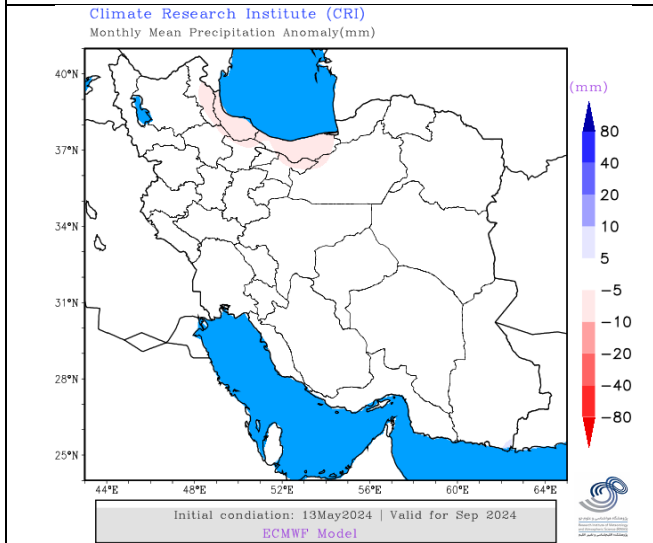 Climate Research Institute (CRI)
Monthly Mean Precipitation Anomaly(mm)
(mm)
40°N
37°N
34°N
31°N
28°N
25°N
44°E
48°E
52°E
56°E
60°E
64°E
80
40
20
10
5
−5
−10
−20
−40
−80
Initial condiation: 13May2024 | Valid for Sep 2024
ECMWF Model